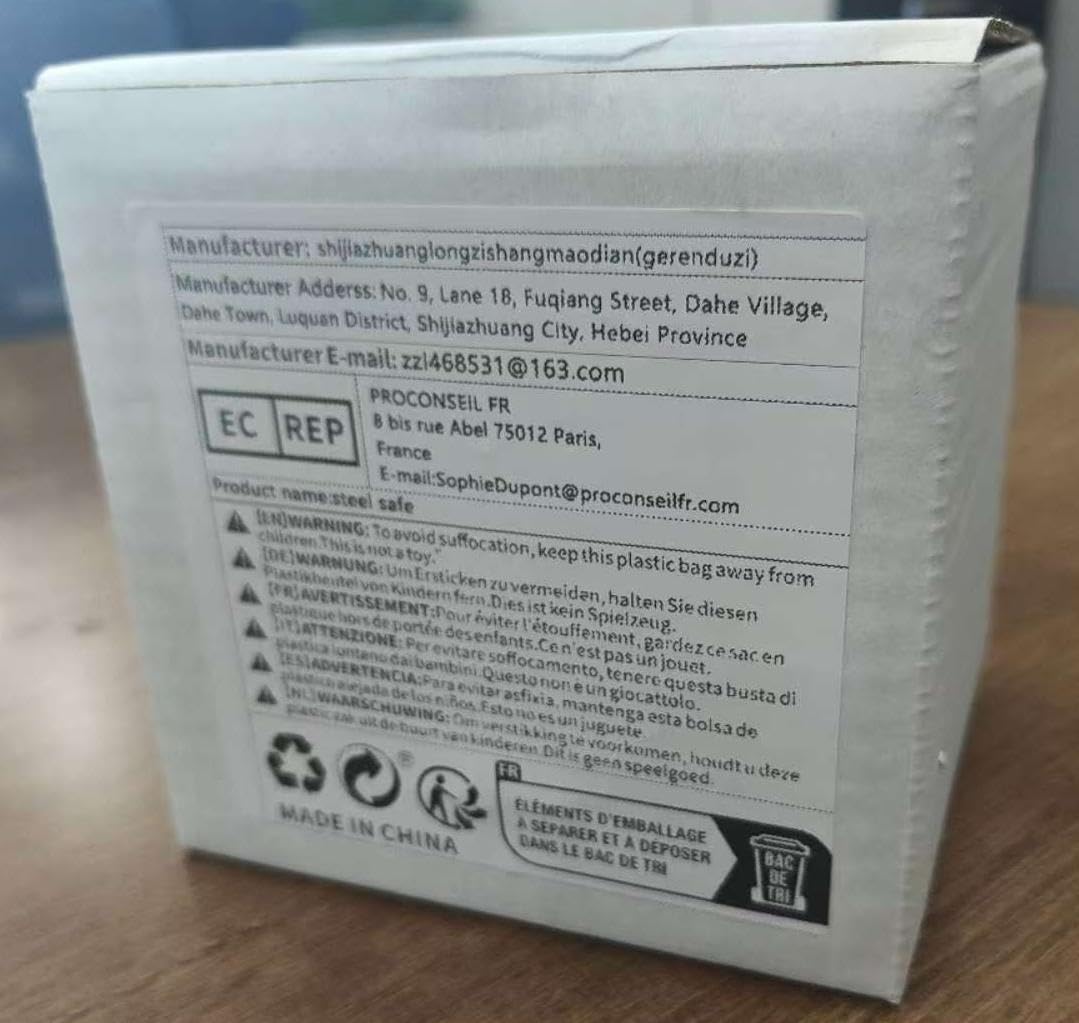 Manufacturer: shijiazhuanglongzishangmaodian(gerenduzi)
Manufacturer Adderss: No. 9, Lane 18, Fuqiang Street, Dahe Village,
Dahe Town, Luquan District, Shijiazhuang City, Hebei Province
Manufacturer E-mail: zzl468531@163.com
EC REP
PROCONSEIL FR
8 bis rue Abel 75012 Paris,
France
E-mail:SophieDupont@proconseilfr.com
Product name:steel safe
[EN]WARNING: To avoid suffocation, keep this plastic bag away from
children.This is not a toy."
[DE]WARNUNG: Um Ersticken zu vermeiden, halten Sie diesen
Plastikbeutel von Kindern fern.Dies ist kein Spielzeug.
[FR]AVERTISSEMENT:Pour éviter l'étouffement, gardez ce sac en
plastique hors de portée des enfants.Ce n'est pas un jouet.
[IT]ATTENZIONE: Per evitare soffocamento, tenere questa busta di
plastica lontano dai bambini.Questo non è un giocattolo.
[ES]ADVERTENCIA:Para evitar asfixia, mantenga esta bolsa de
plástico alejada de los niños.Esto no es un juguete.
[NL]WAARSCHUWING: Om verstikking te voorkomen, houdt u deze
plastic zak uit de buurt van kinderen.Dit is geen speelgoed.
MADE IN CHINA
FR
ÉLÉMENTS D'EMBALLAGE
À SÉPARER ET À DÉPOSER
DANS LE BAC DE TRI
BAC
DE
TRI